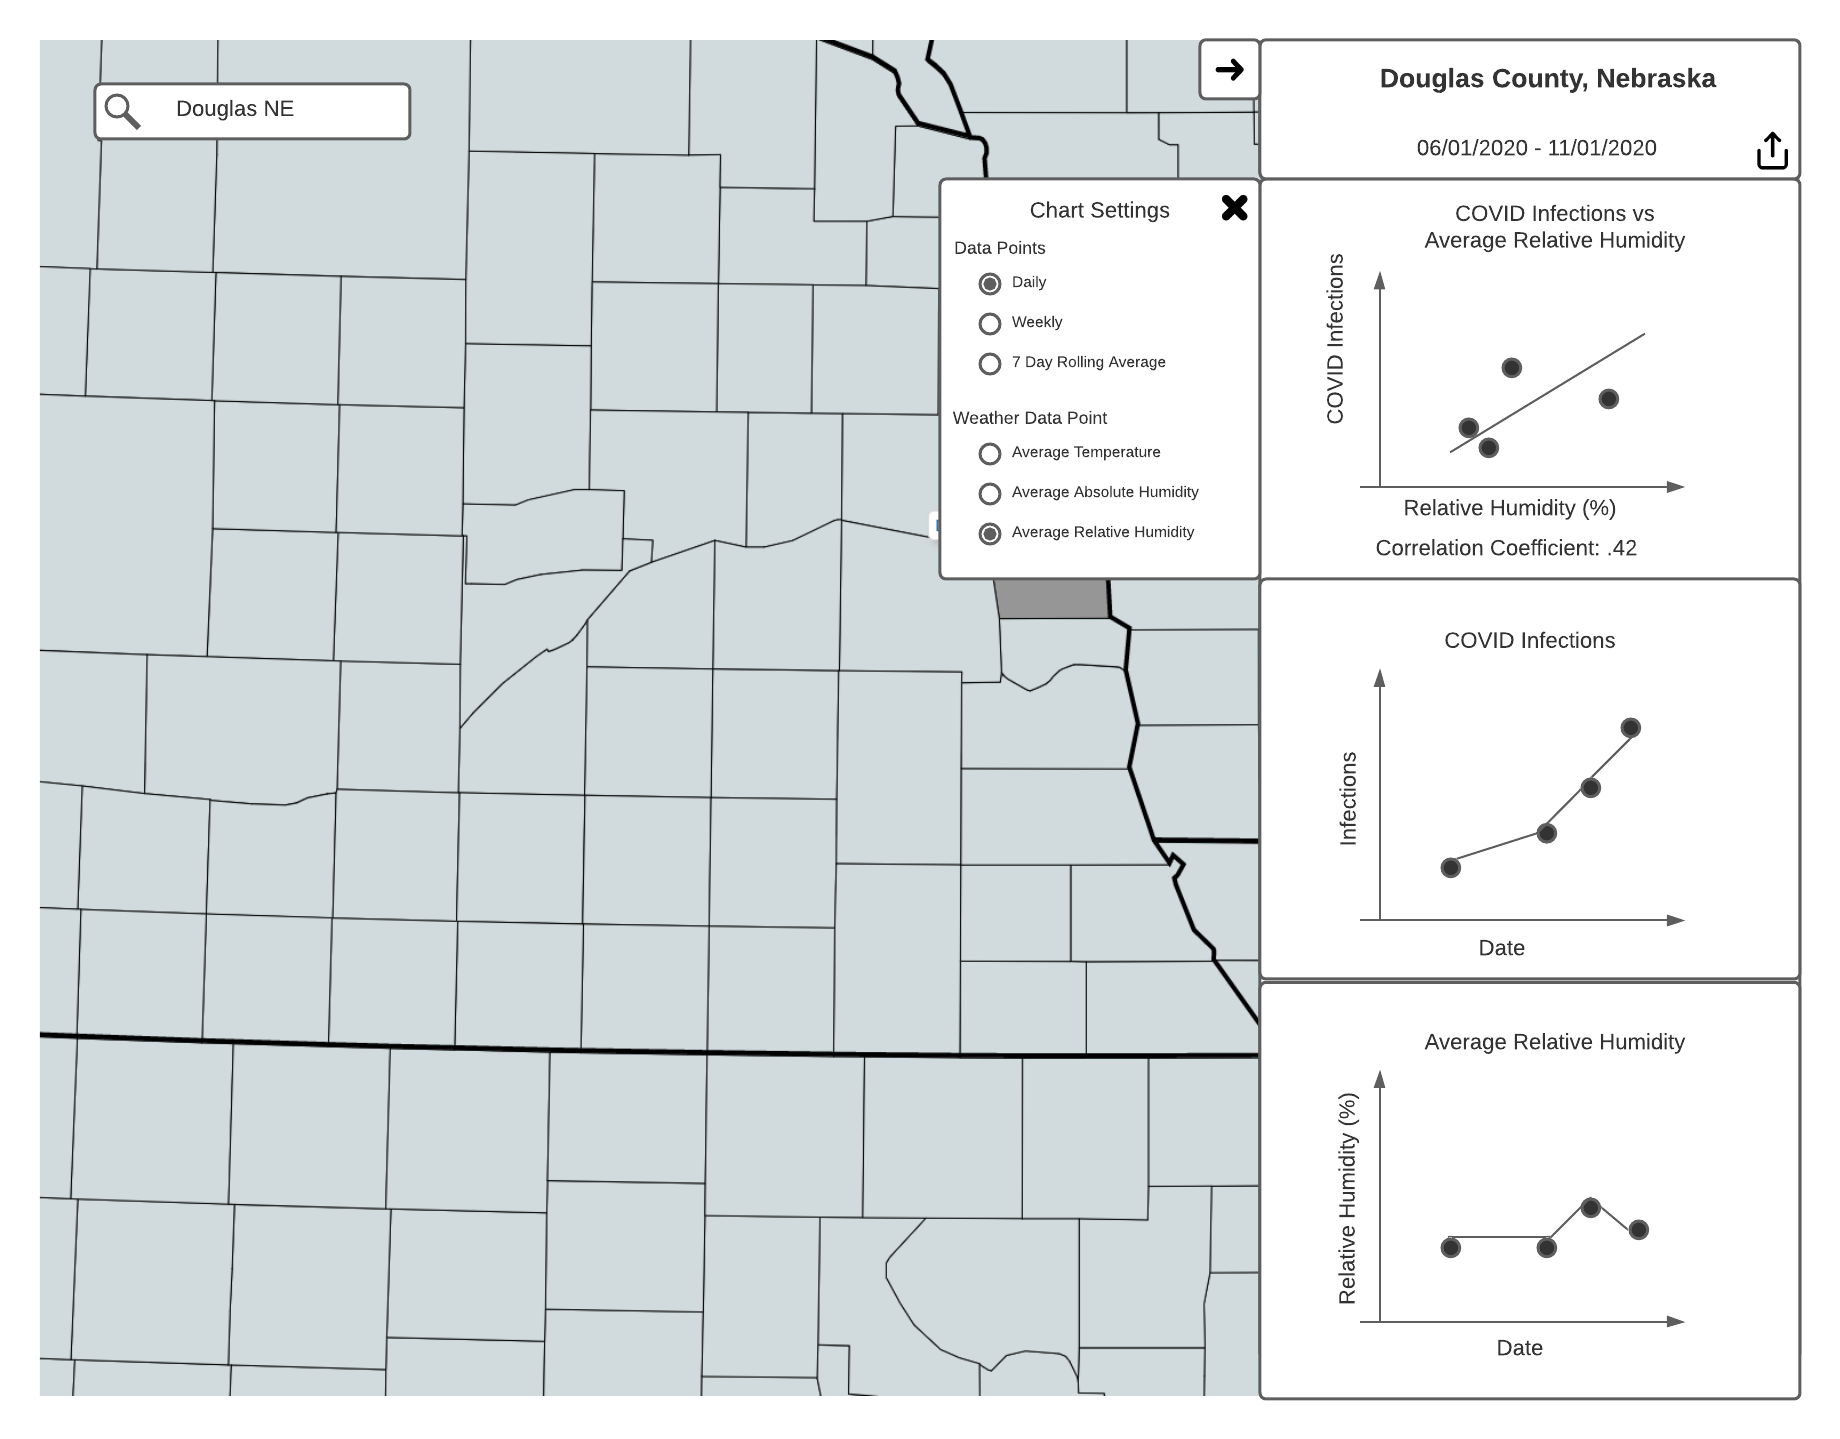 Douglas NE
Douglas County, Nebraska
06/01/2020 - 11/01/2020
Chart Settings
Data Points
Daily
Weekly
7 Day Rolling Average
Weather Data Point
Average Temperature
Average Absolute Humidity
Average Relative Humidity
COVID Infections vs
Average Relative Humidity
COVID Infections
Relative Humidity (%)
Correlation Coefficient: .42
COVID Infections
Infections
Date
Average Relative Humidity
Relative Humidity (%)
Date